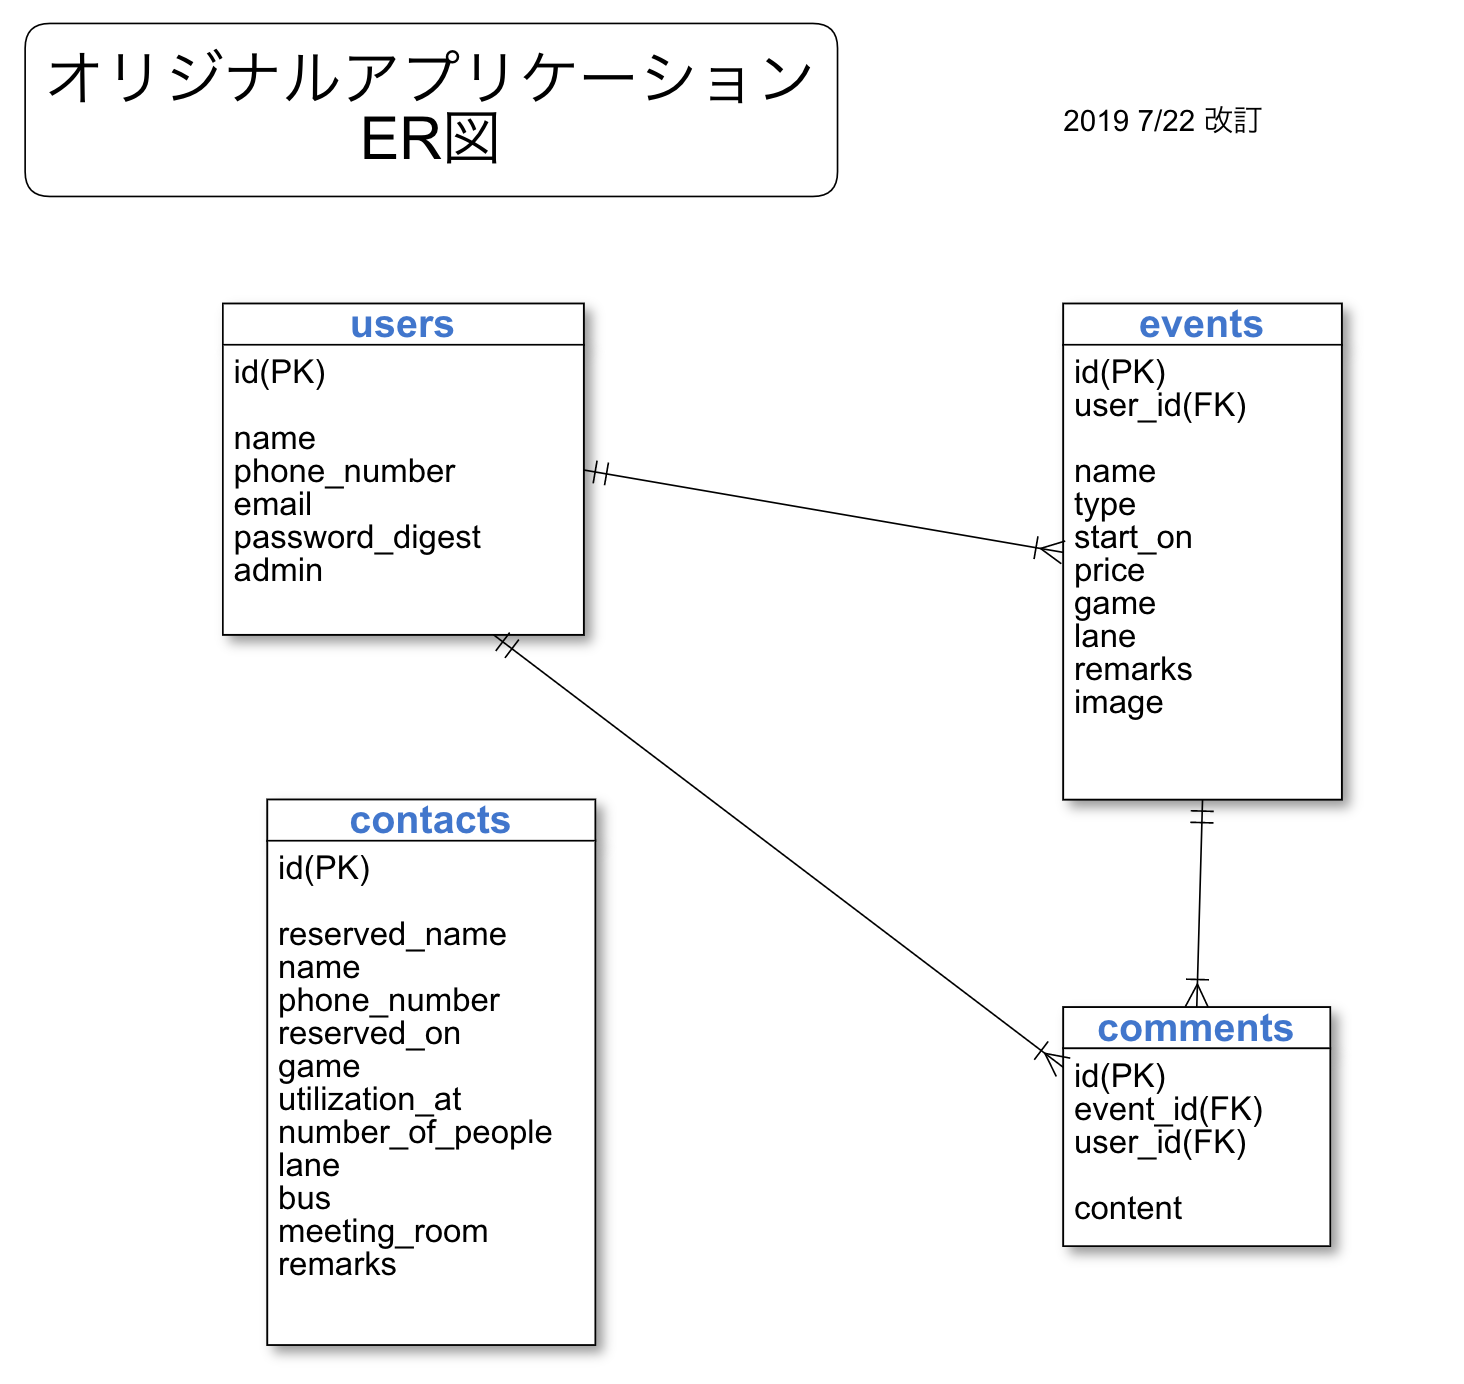 オリジナルアプリケーション
ER図
2019 7/22 改訂
users
id(PK)
name
phone_number
email
password_digest
admin
events
id(PK)
user_id(FK)
name
type
start_on
price
game
lane
remarks
image
contacts
id(PK)
reserved_name
name
phone_number
reserved_on
game
utilization_at
number_of_people
lane
bus
meeting_room
remarks
comments
id(PK)
event_id(FK)
user_id(FK)
content